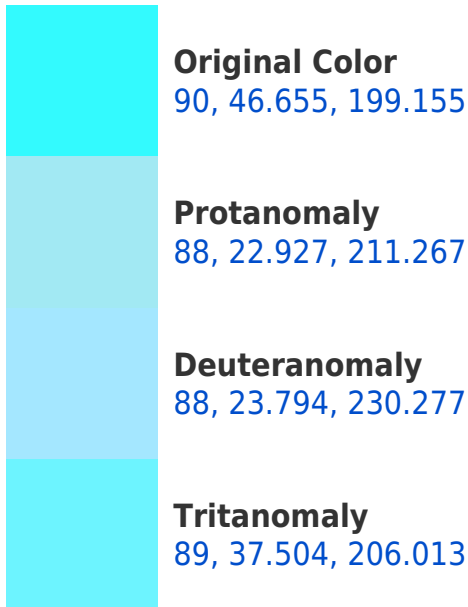 Original Color
90, 46.655, 199.155
Protanomaly
88, 22.927, 211.267
Deuteranomaly
88, 23.794, 230.277
Tritanomaly
89, 37.504, 206.013